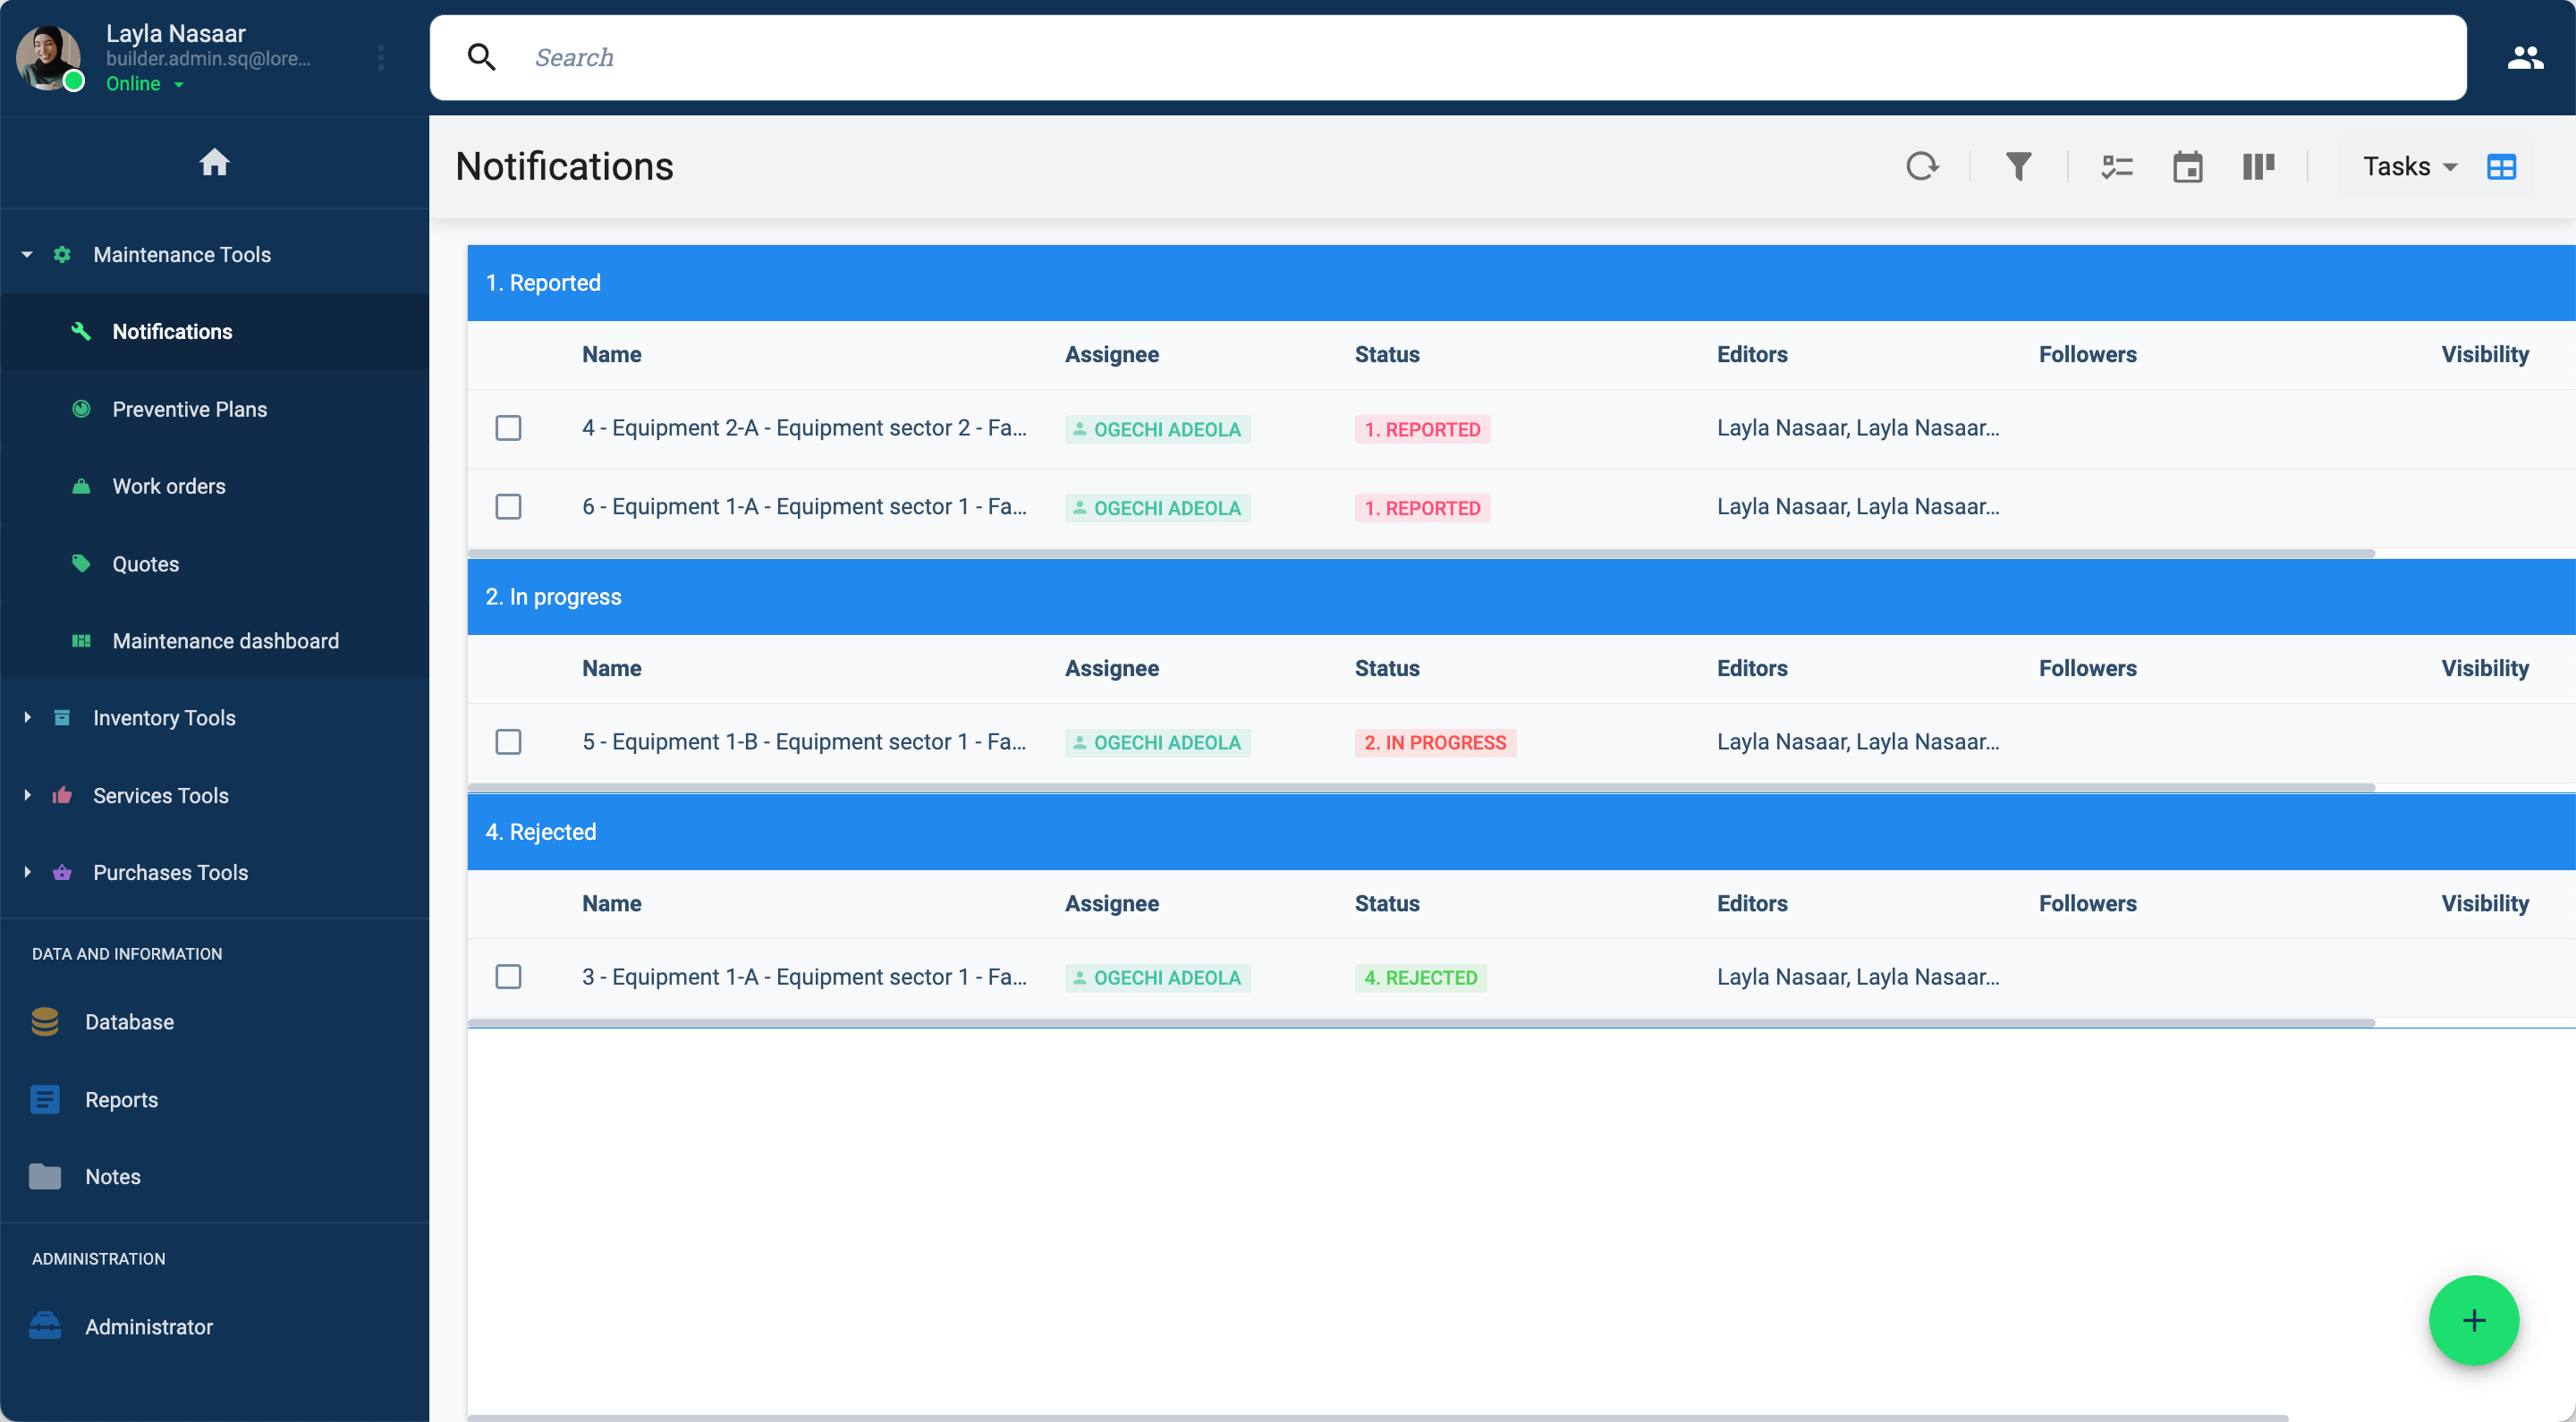 Layla Nasaar
builder.admin.sq@lore...
Online
Search
Notifications
Tasks
Maintenance Tools
Notifications
Preventive Plans
Work orders
Quotes
Maintenance dashboard
Inventory Tools
Services Tools
Purchases Tools
DATA AND INFORMATION
Database
Reports
Notes
ADMINISTRATION
Administrator
1. Reported
Name Assignee Status Editors Followers Visibility
4 - Equipment 2-A - Equipment sector 2 - Fa... OGECHI ADEOLA 1. REPORTED Layla Nasaar, Layla Nasaar...
6 - Equipment 1-A - Equipment sector 1 - Fa... OGECHI ADEOLA 1. REPORTED Layla Nasaar, Layla Nasaar...
2. In progress
Name Assignee Status Editors Followers Visibility
5 - Equipment 1-B - Equipment sector 1 - Fa... OGECHI ADEOLA 2. IN PROGRESS Layla Nasaar, Layla Nasaar...
4. Rejected
Name Assignee Status Editors Followers Visibility
3 - Equipment 1-A - Equipment sector 1 - Fa... OGECHI ADEOLA 4. REJECTED Layla Nasaar, Layla Nasaar...